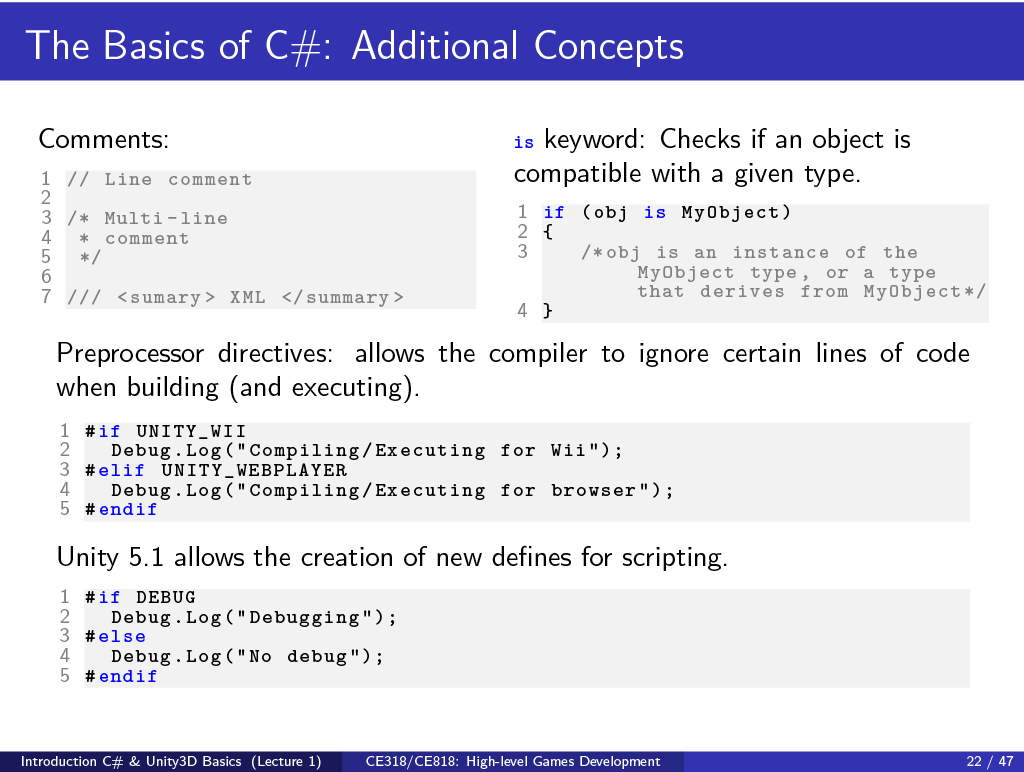 The Basics of C#: Additional Concepts
Comments:
1 // Line comment
2
3 /* Multi-line
4  * comment
5  */
6
7 /// <sumary> XML </summary>
is keyword: Checks if an object is
compatible with a given type.
1 if (obj is MyObject)
2 {
3    /*obj is an instance of the
MyObject type, or a type
that derives from MyObject*/
4 }
Preprocessor directives: allows the compiler to ignore certain lines of code
when building (and executing).
1 #if UNITY_WII
2   Debug.Log("Compiling/Executing for Wii");
3 #elif UNITY_WEBPLAYER
4   Debug.Log("Compiling/Executing for browser");
5 #endif
Unity 5.1 allows the creation of new defines for scripting.
1 #if DEBUG
2   Debug.Log("Debugging");
3 #else
4   Debug.Log("No debug");
5 #endif
Introduction C# & Unity3D Basics (Lecture 1) CE318/CE818: High-level Games Development 22 / 47